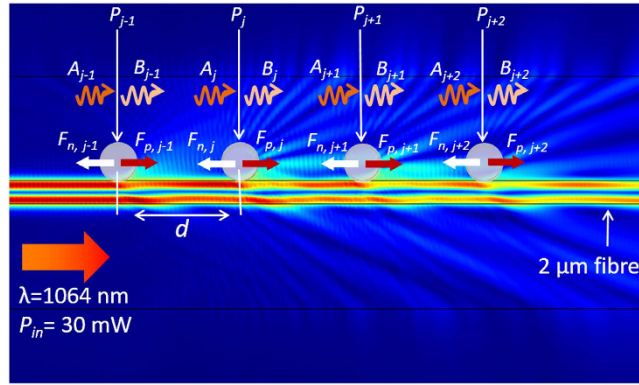 P_{j-1} P_j P_{j+1} P_{j+2}
A_{j-1} B_{j-1} A_j B_j A_{j+1} B_{j+1} A_{j+2} B_{j+2}
F_{n, j-1} F_{p, j-1} F_{n, j} F_{p, j} F_{n, j+1} F_{p, j+1} F_{n, j+2} F_{p, j+2}
d
2 μm fibre
λ=1064 nm
P_{in}= 30 mW